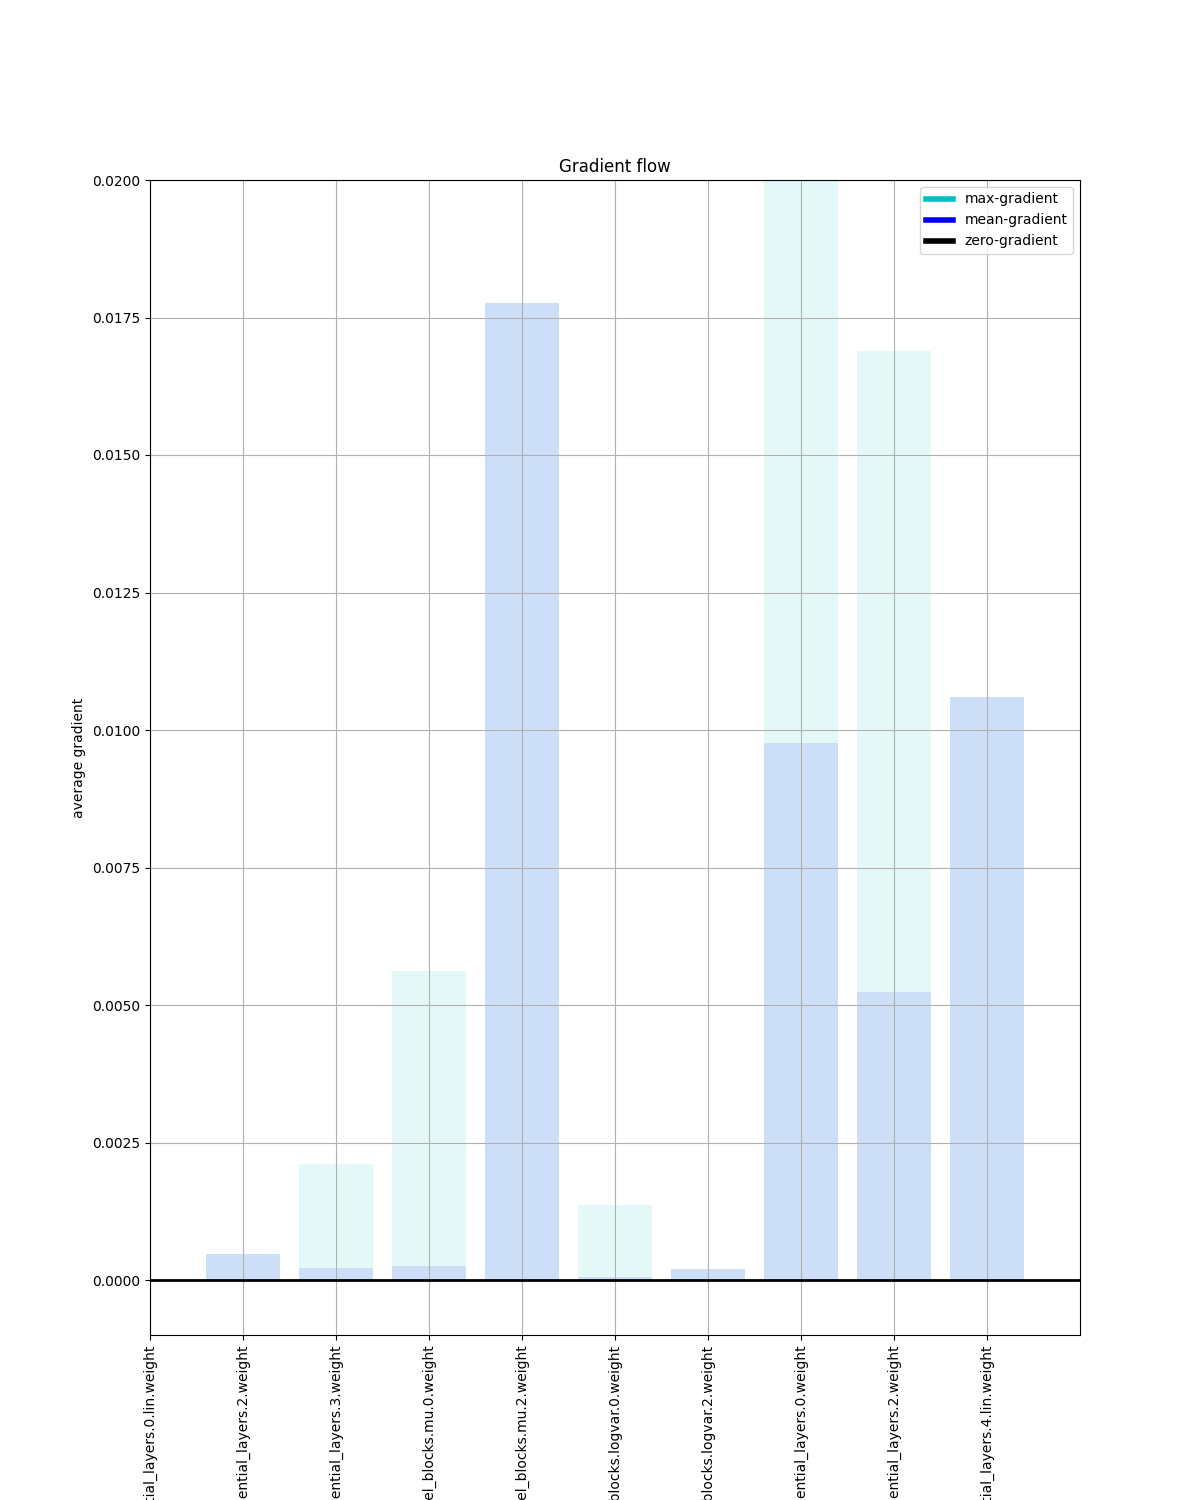 Gradient flow
max-gradient
mean-gradient
zero-gradient
0.0200
0.0175
0.0150
0.0125
0.0100
0.0075
0.0050
0.0025
0.0000
average gradient
tial_layers.0.lin.weight
ential_layers.2.weight
ential_layers.3.weight
el_blocks.mu.0.weight
el_blocks.mu.2.weight
blocks.logvar.0.weight
blocks.logvar.2.weight
ential_layers.0.weight
ential_layers.2.weight
tial_layers.4.lin.weight